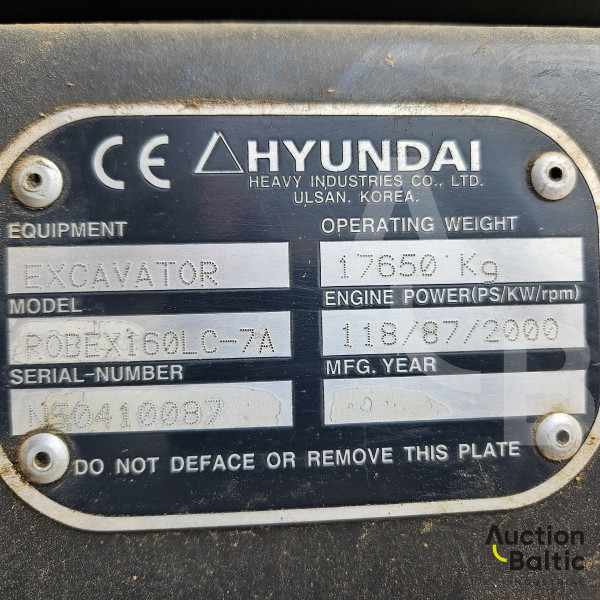 CE HYUNDAI
HEAVY INDUSTRIES CO., LTD.
ULSAN, KOREA.
EQUIPMENT
EXCAVATOR
OPERATING WEIGHT
17650 Kg
MODEL
ROBEX160LC-7A
ENGINE POWER(PS/KW/rpm)
118/87/2000
SERIAL-NUMBER
N50410087
MFG. YEAR
DO NOT DEFACE OR REMOVE THIS PLATE
Auction
Baltic